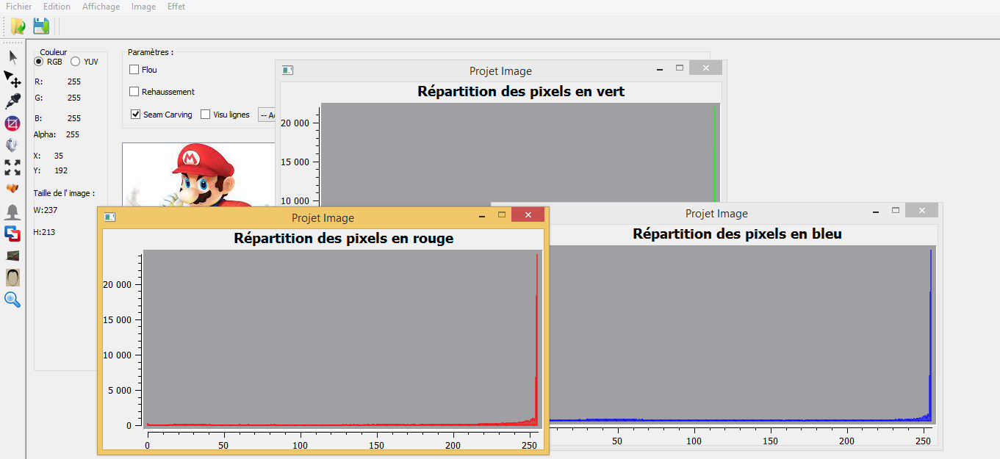 Fichier Edition Affichage Image Effet
Couleur
RGB YUV
R: 255
G: 255
B: 255
Alpha: 255
X: 35
Y: 192
Taille de l' image :
W:237
H:213
Paramètres :
Flou
Rehaussement
Seam Carving Visu lignes
M
Projet Image
Répartition des pixels en vert
20 000
15 000
10 000
Projet Image
Répartition des pixels en rouge
20 000
15 000
10 000
5 000
0
0 50 100 150 200 250
Projet Image
Répartition des pixels en bleu
50 100 150 200 250